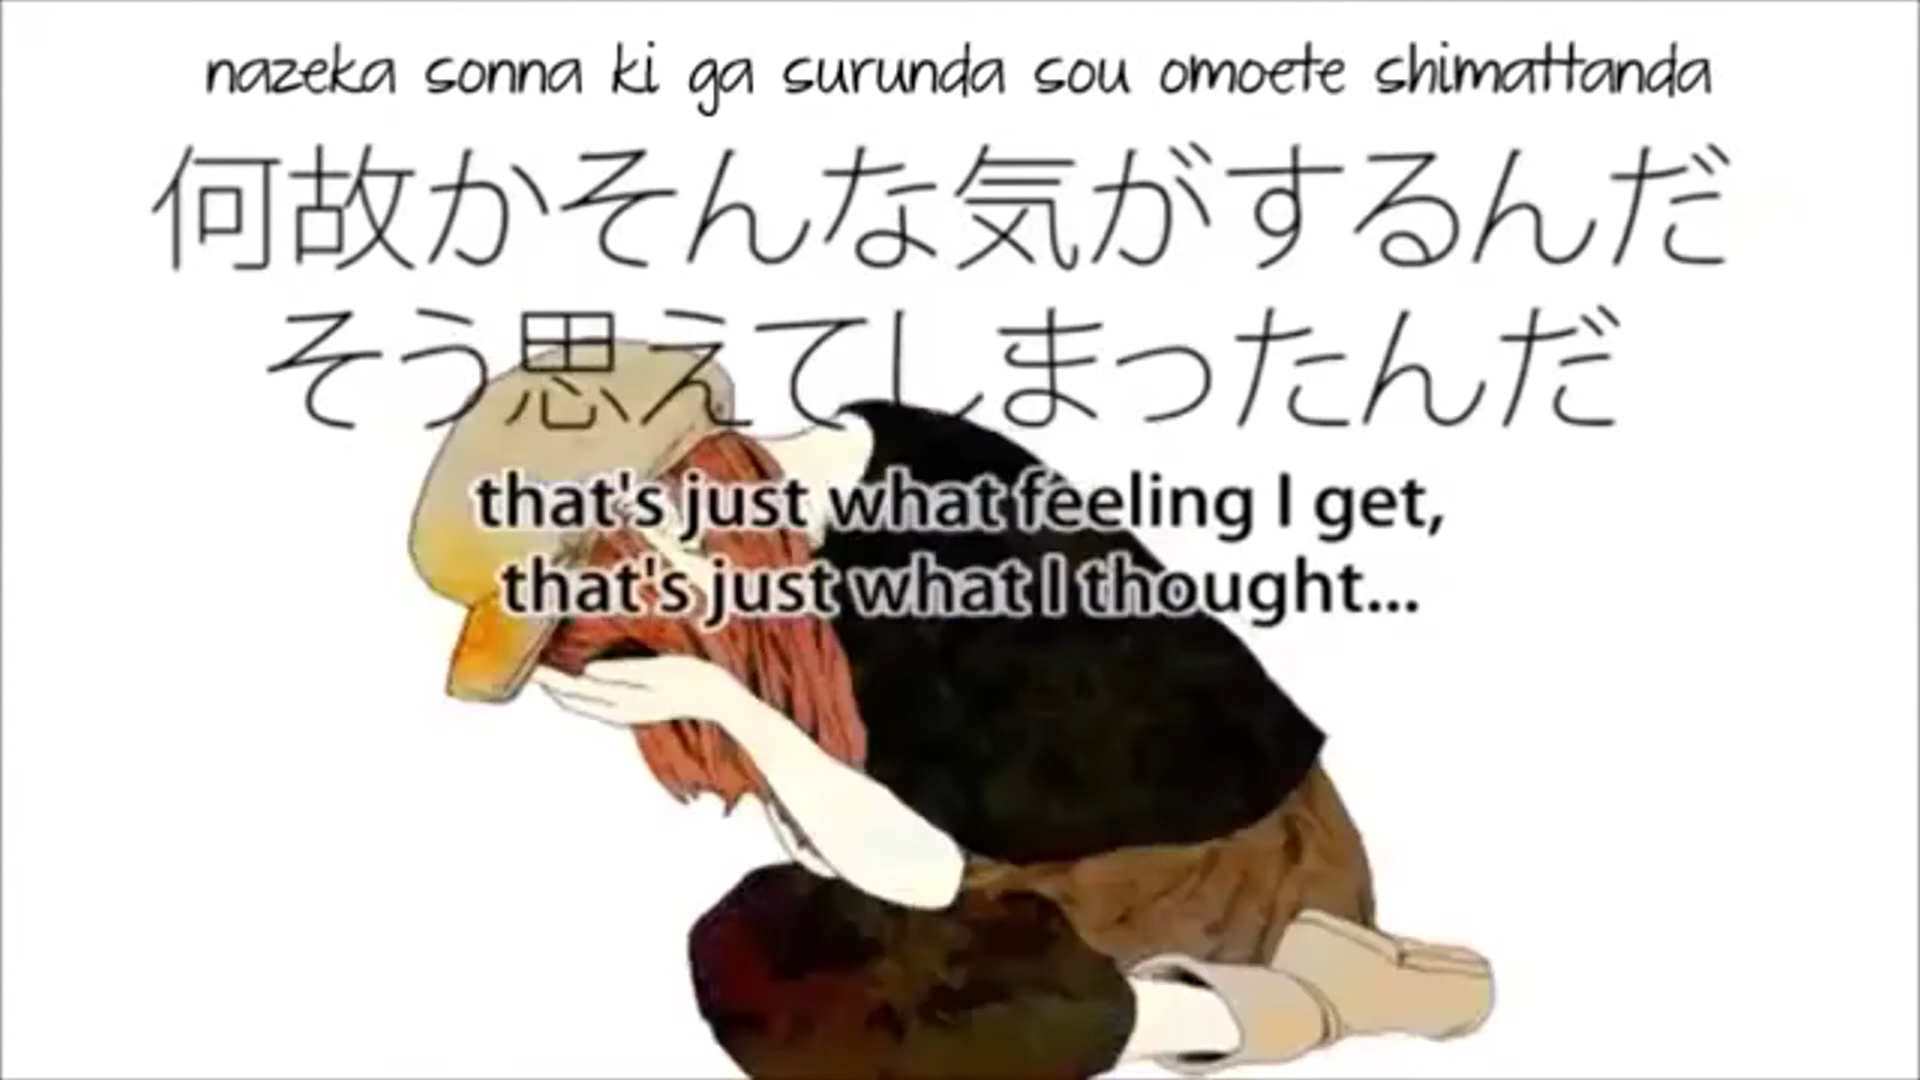 nazeka sonna ki ga surunda sou omoete shimattanda
何故かそんな気がするんだ
そう思えてしまったんだ
that's just what feeling I get,
that's just what I thought...